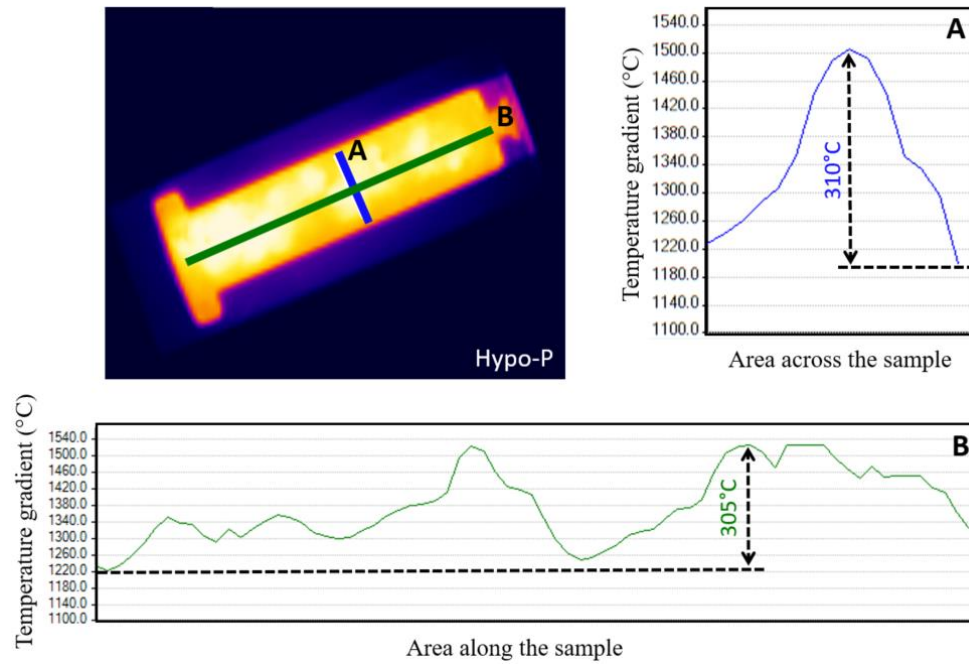 A
B
Hypo-P
Temperature gradient (°C)
1540.0
1500.0
1460.0
1420.0
1380.0
1340.0
1300.0
1260.0
1220.0
1180.0
1140.0
1100.0
A
310°C
Area across the sample
Temperature gradient (°C)
1540.0
1500.0
1460.0
1420.0
1380.0
1340.0
1300.0
1260.0
1220.0
1180.0
1140.0
1100.0
B
305°C
Area along the sample